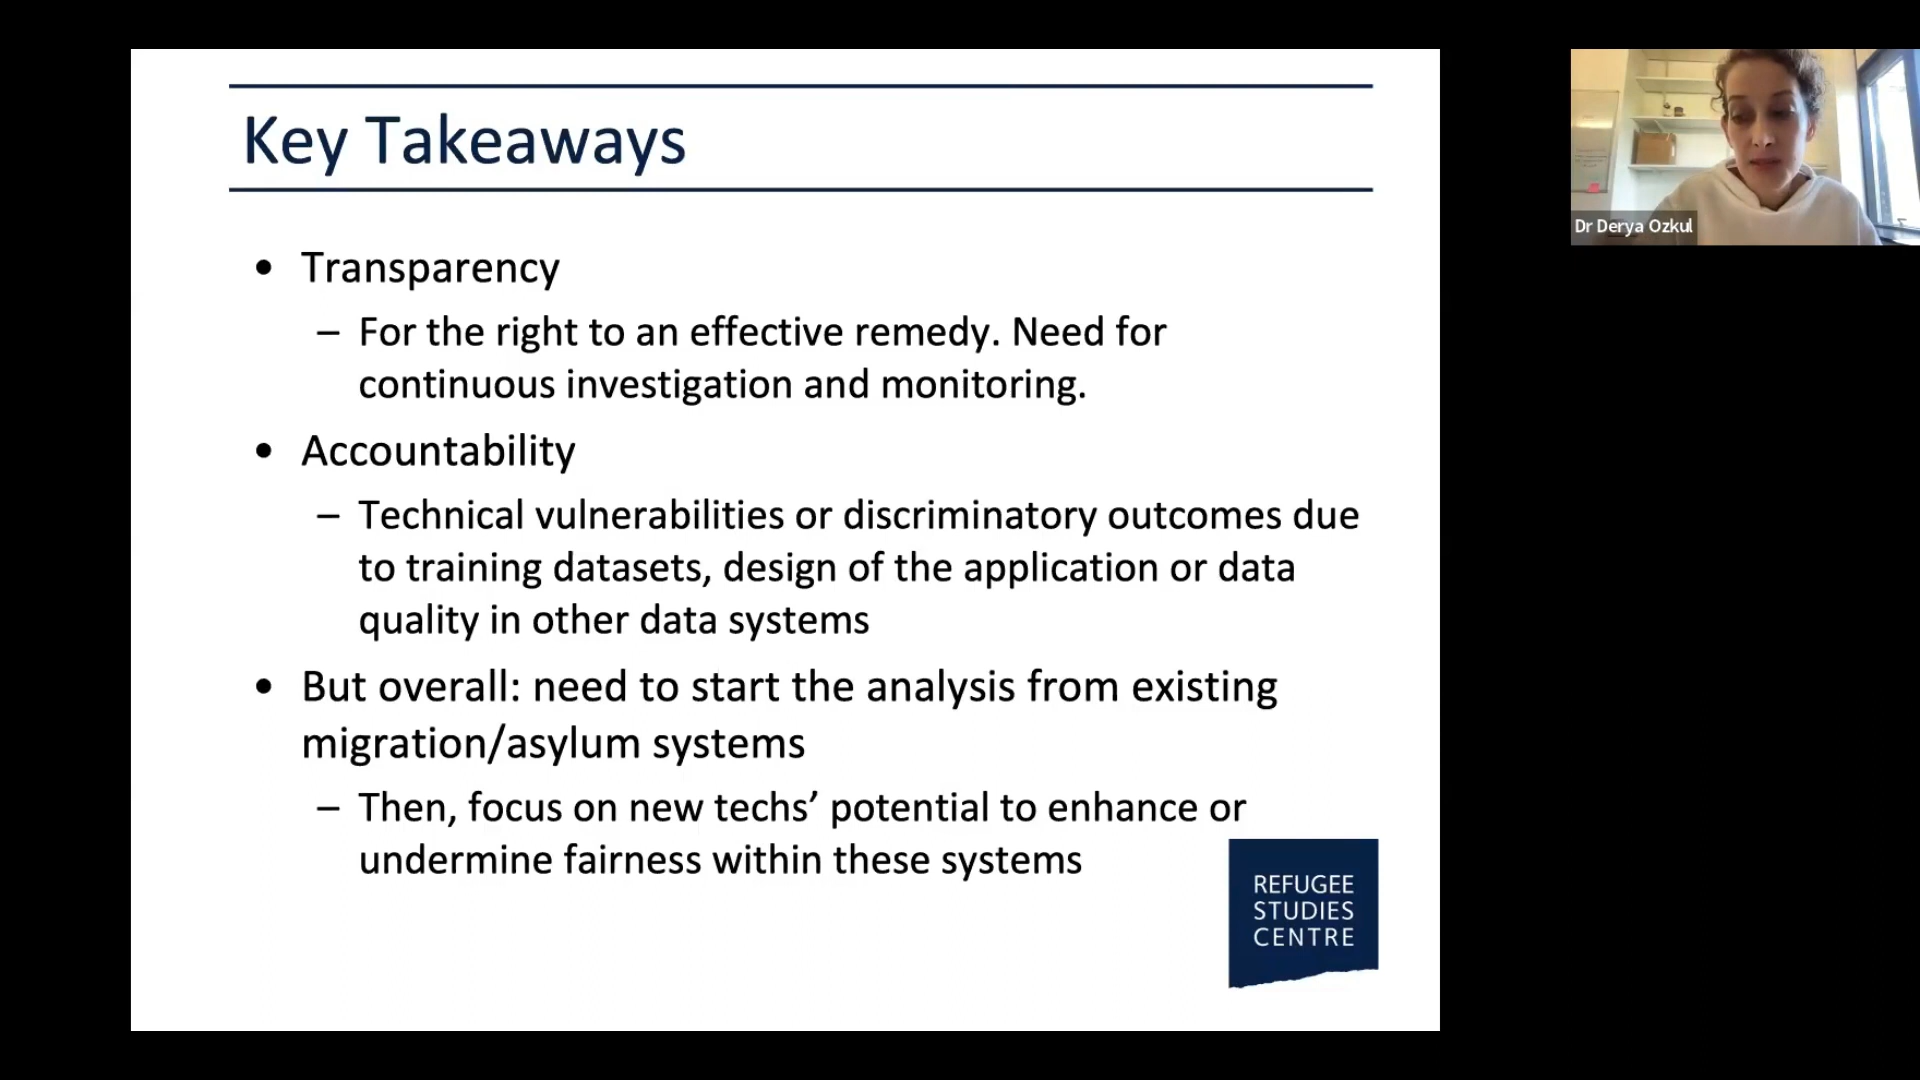 Key Takeaways
• Transparency
– For the right to an effective remedy. Need for
continuous investigation and monitoring.
• Accountability
– Technical vulnerabilities or discriminatory outcomes due
to training datasets, design of the application or data
quality in other data systems
• But overall: need to start the analysis from existing
migration/asylum systems
– Then, focus on new techs’ potential to enhance or
undermine fairness within these systems
REFUGEE
STUDIES
CENTRE
Dr Derya Ozkul